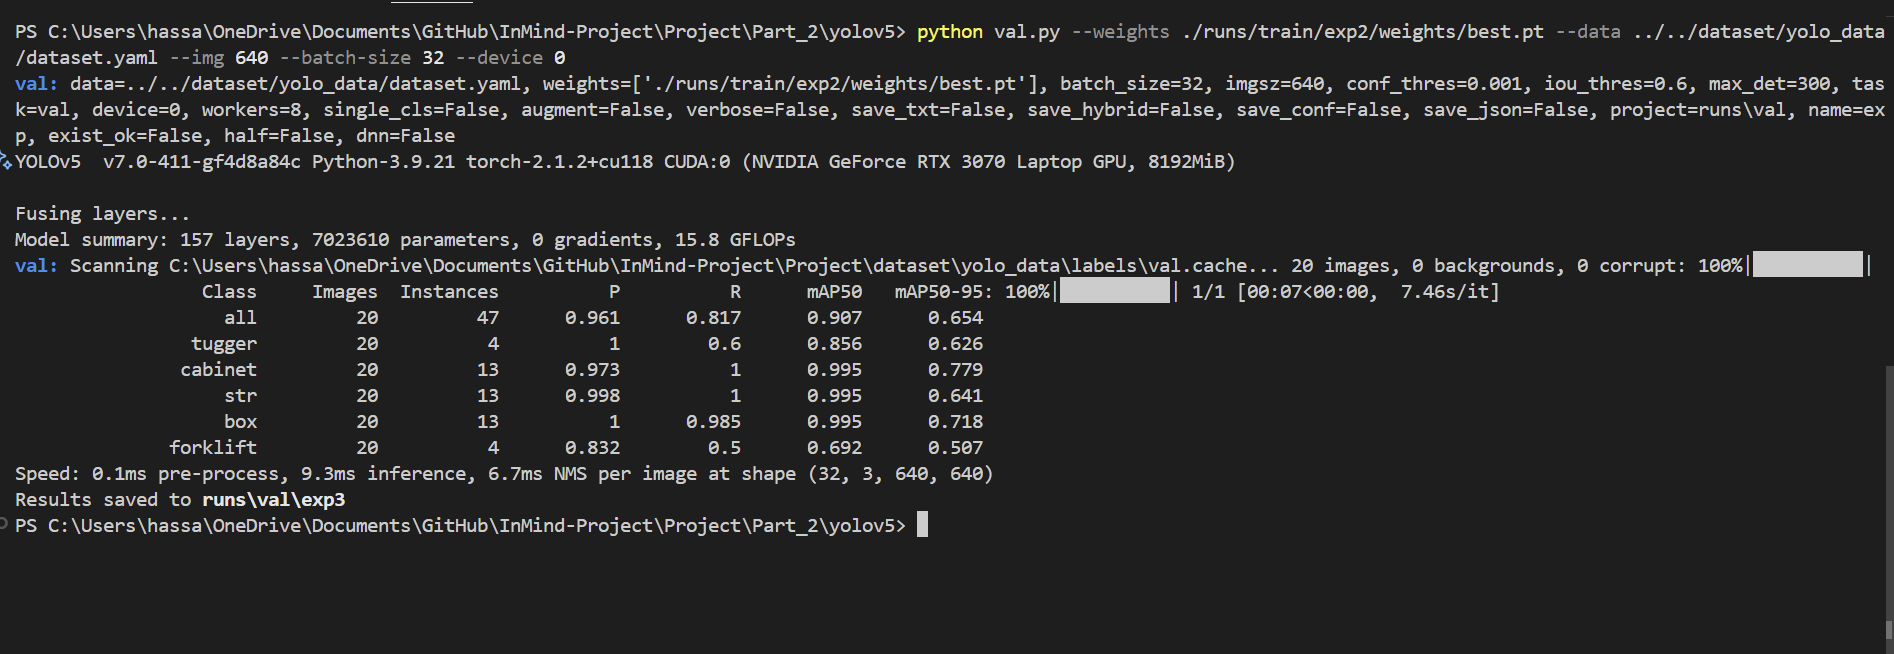 PS C:\Users\hassa\OneDrive\Documents\GitHub\InMind-Project\Project\Part_2\yolov5> python val.py --weights ./runs/train/exp2/weights/best.pt --data ../../dataset/yolo_data
/dataset.yaml --img 640 --batch-size 32 --device 0
val: data=../../dataset/yolo_data/dataset.yaml, weights=['./runs/train/exp2/weights/best.pt'], batch_size=32, imgsz=640, conf_thres=0.001, iou_thres=0.6, max_det=300, tas
k=val, device=0, workers=8, single_cls=False, augment=False, verbose=False, save_txt=False, save_hybrid=False, save_conf=False, save_json=False, project=runs\val, name=ex
p, exist_ok=False, half=False, dnn=False
YOLOv5  v7.0-411-gf4d8a84c Python-3.9.21 torch-2.1.2+cu118 CUDA:0 (NVIDIA GeForce RTX 3070 Laptop GPU, 8192MiB)
Fusing layers...
Model summary: 157 layers, 7023610 parameters, 0 gradients, 15.8 GFLOPs
val: Scanning C:\Users\hassa\OneDrive\Documents\GitHub\InMind-Project\Project\dataset\yolo_data\labels\val.cache... 20 images, 0 backgrounds, 0 corrupt: 100%|██████████|
Class Images Instances P R mAP50 mAP50-95: 100%|██████████| 1/1 [00:07<00:00, 7.46s/it]
all 20 47 0.961 0.817 0.907 0.654
tugger 20 4 1 0.6 0.856 0.626
cabinet 20 13 0.973 1 0.995 0.779
str 20 13 0.998 1 0.995 0.641
box 20 13 1 0.985 0.995 0.718
forklift 20 4 0.832 0.5 0.692 0.507
Speed: 0.1ms pre-process, 9.3ms inference, 6.7ms NMS per image at shape (32, 3, 640, 640)
Results saved to runs\val\exp3
PS C:\Users\hassa\OneDrive\Documents\GitHub\InMind-Project\Project\Part_2\yolov5>